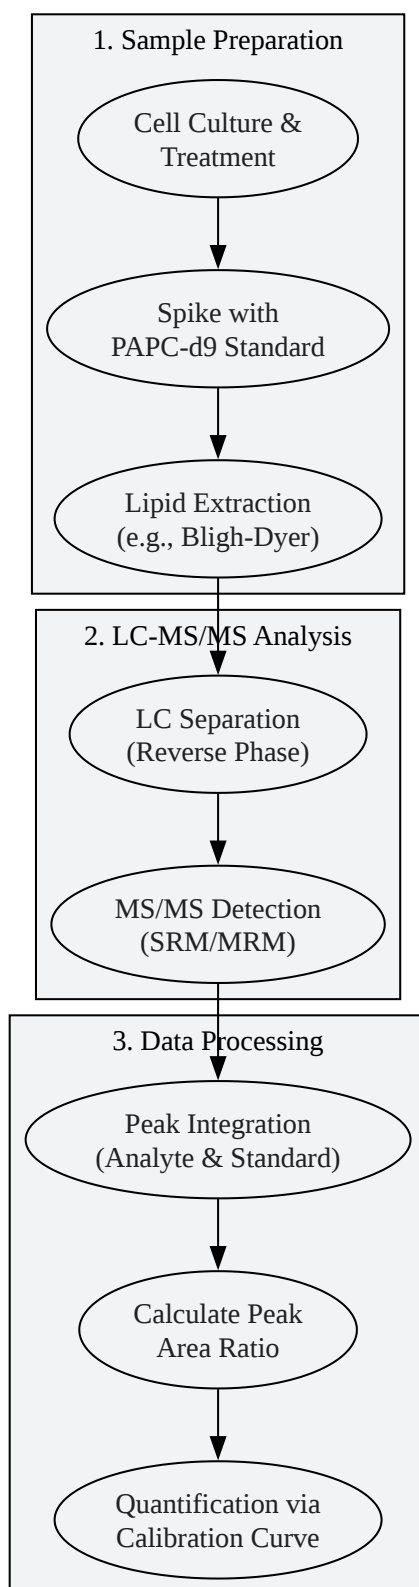 1. Sample Preparation
Cell Culture &
Treatment
Spike with
PAPC-d9 Standard
Lipid Extraction
(e.g., Bligh-Dyer)
2. LC-MS/MS Analysis
LC Separation
(Reverse Phase)
MS/MS Detection
(SRM/MRM)
3. Data Processing
Peak Integration
(Analyte & Standard)
Calculate Peak
Area Ratio
Quantification via
Calibration Curve